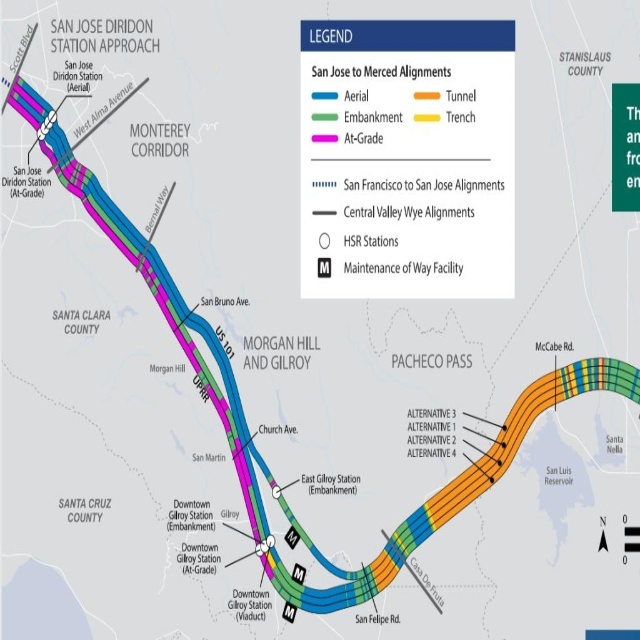 Scott Blvd
SAN JOSE DIRIDON
STATION APPROACH
San Jose
Diridon Station
(Aerial)
West Alma Avenue
San Jose
Diridon Station
(At-Grade)
MONTEREY
CORRIDOR
Bernal Way
LEGEND
San Jose to Merced Alignments
Aerial
Tunnel
Embankment
Trench
At-Grade
San Francisco to San Jose Alignments
Central Valley Wye Alignments
HSR Stations
M Maintenance of Way Facility
STANISLAUS
COUNTY
Th
an
fro
en
San Bruno Ave.
SANTA CLARA
COUNTY
US 101
MORGAN HILL
AND GILROY
Morgan Hill
UPRR
PACHECO PASS
McCabe Rd.
ALTERNATIVE 3
ALTERNATIVE 1
ALTERNATIVE 2
ALTERNATIVE 4
Church Ave.
San Martin
Santa
Nella
San Luis
Reservoir
East Gilroy Station
(Embankment)
SANTA CRUZ
COUNTY
Downtown
Gilroy Station
(Embankment)
Gilroy
Downtown
Gilroy Station
(At-Grade)
Downtown
Gilroy Station
(Viaduct)
M
M
M
Casa De Fruta
San Felipe Rd.
N
0
0